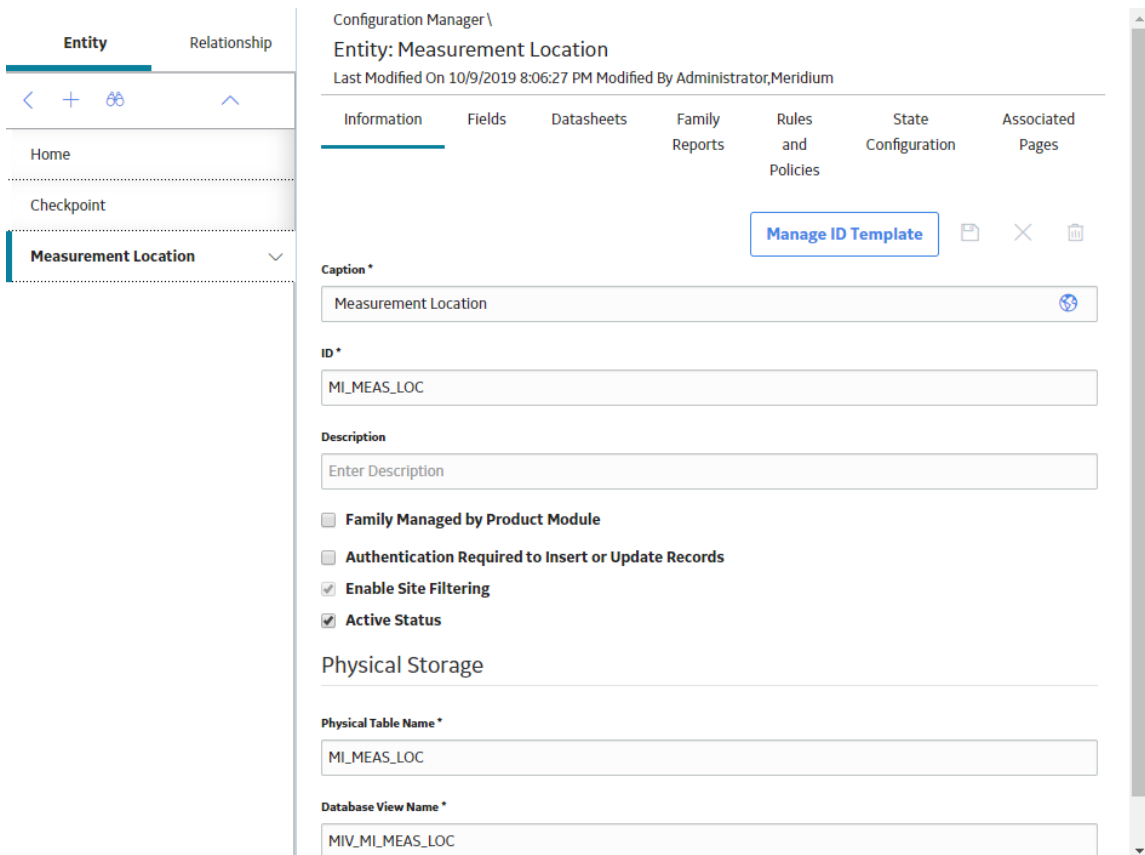 Entity Relationship
Home
Checkpoint
Measurement Location
Configuration Manager\
Entity: Measurement Location
Last Modified On 10/9/2019 8:06:27 PM Modified By Administrator,Meridium
Information Fields Datasheets Family Reports Rules and Policies State Configuration Associated Pages
Manage ID Template
Caption *
Measurement Location
ID *
MI_MEAS_LOC
Description
Enter Description
Family Managed by Product Module
Authentication Required to Insert or Update Records
Enable Site Filtering
Active Status
Physical Storage
Physical Table Name *
MI_MEAS_LOC
Database View Name *
MIV_MI_MEAS_LOC